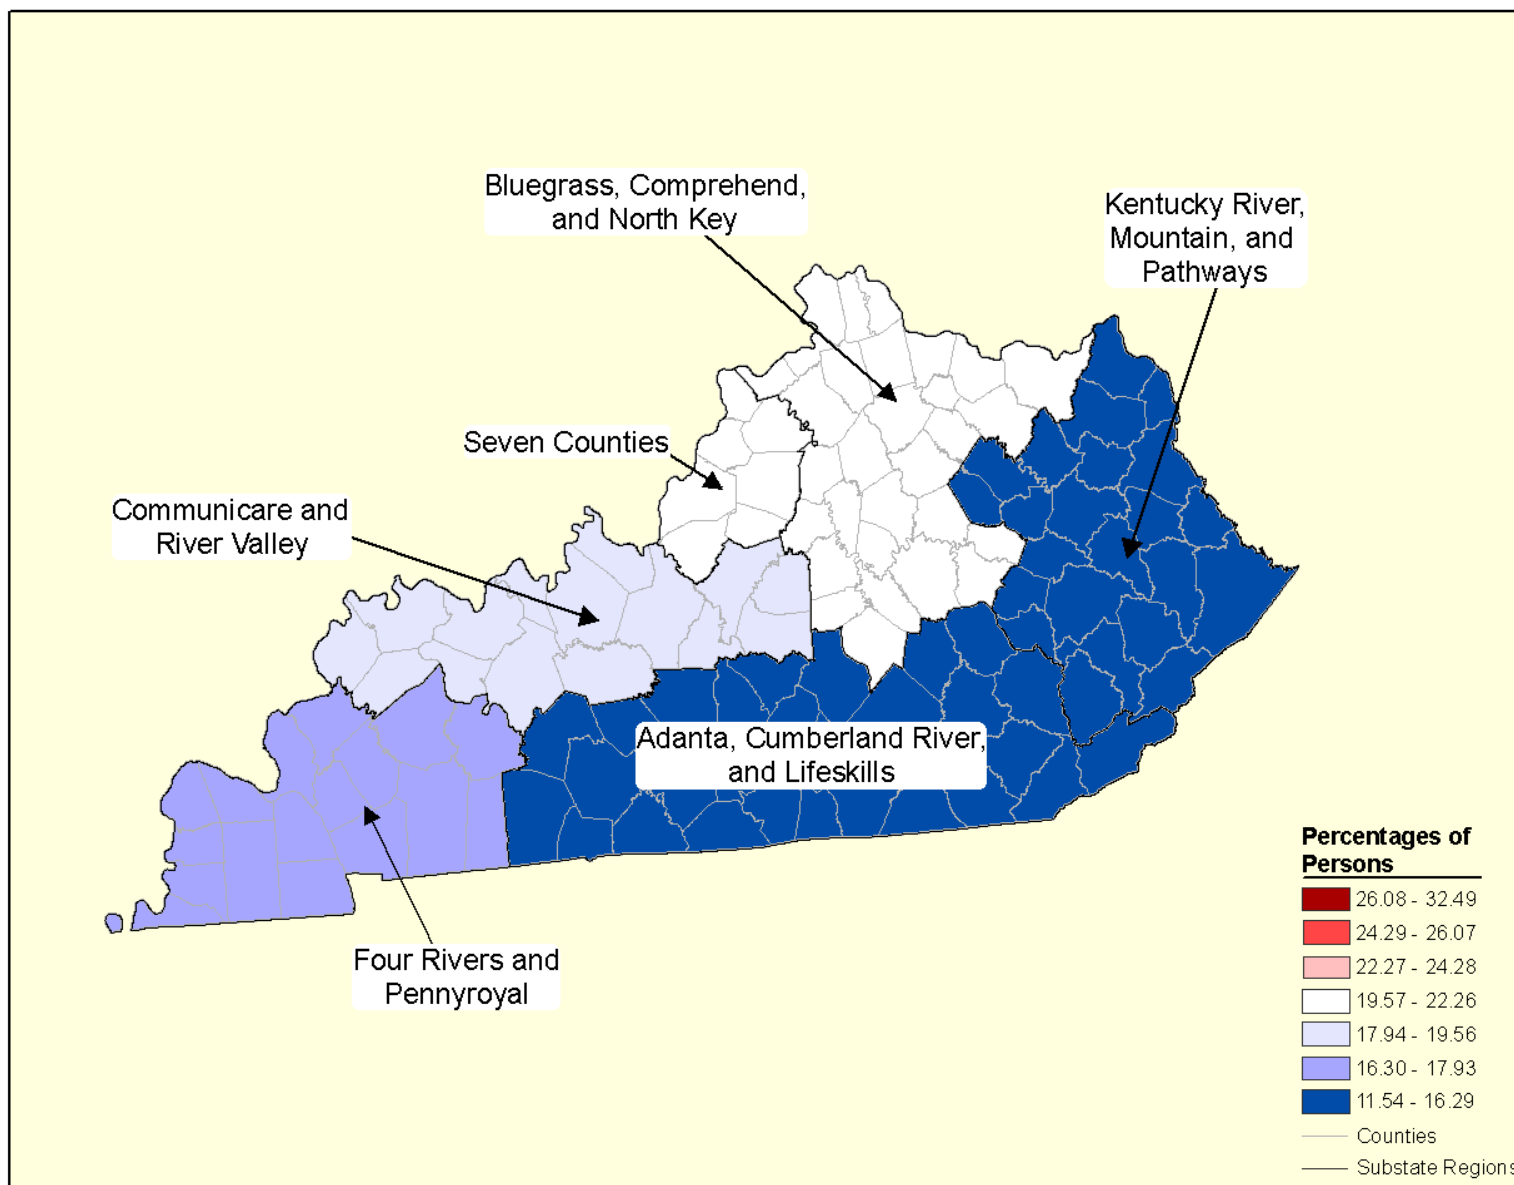 Bluegrass, Comprehend,
and North Key
Kentucky River,
Mountain, and
Pathways
Seven Counties
Communicare and
River Valley
Adanta, Cumberland River,
and Lifeskills
Four Rivers and
Pennyroyal
Percentages of
Persons
26.08 - 32.49
24.29 - 26.07
22.27 - 24.28
19.57 - 22.26
17.94 - 19.56
16.30 - 17.93
11.54 - 16.29
Counties
Substate Regions